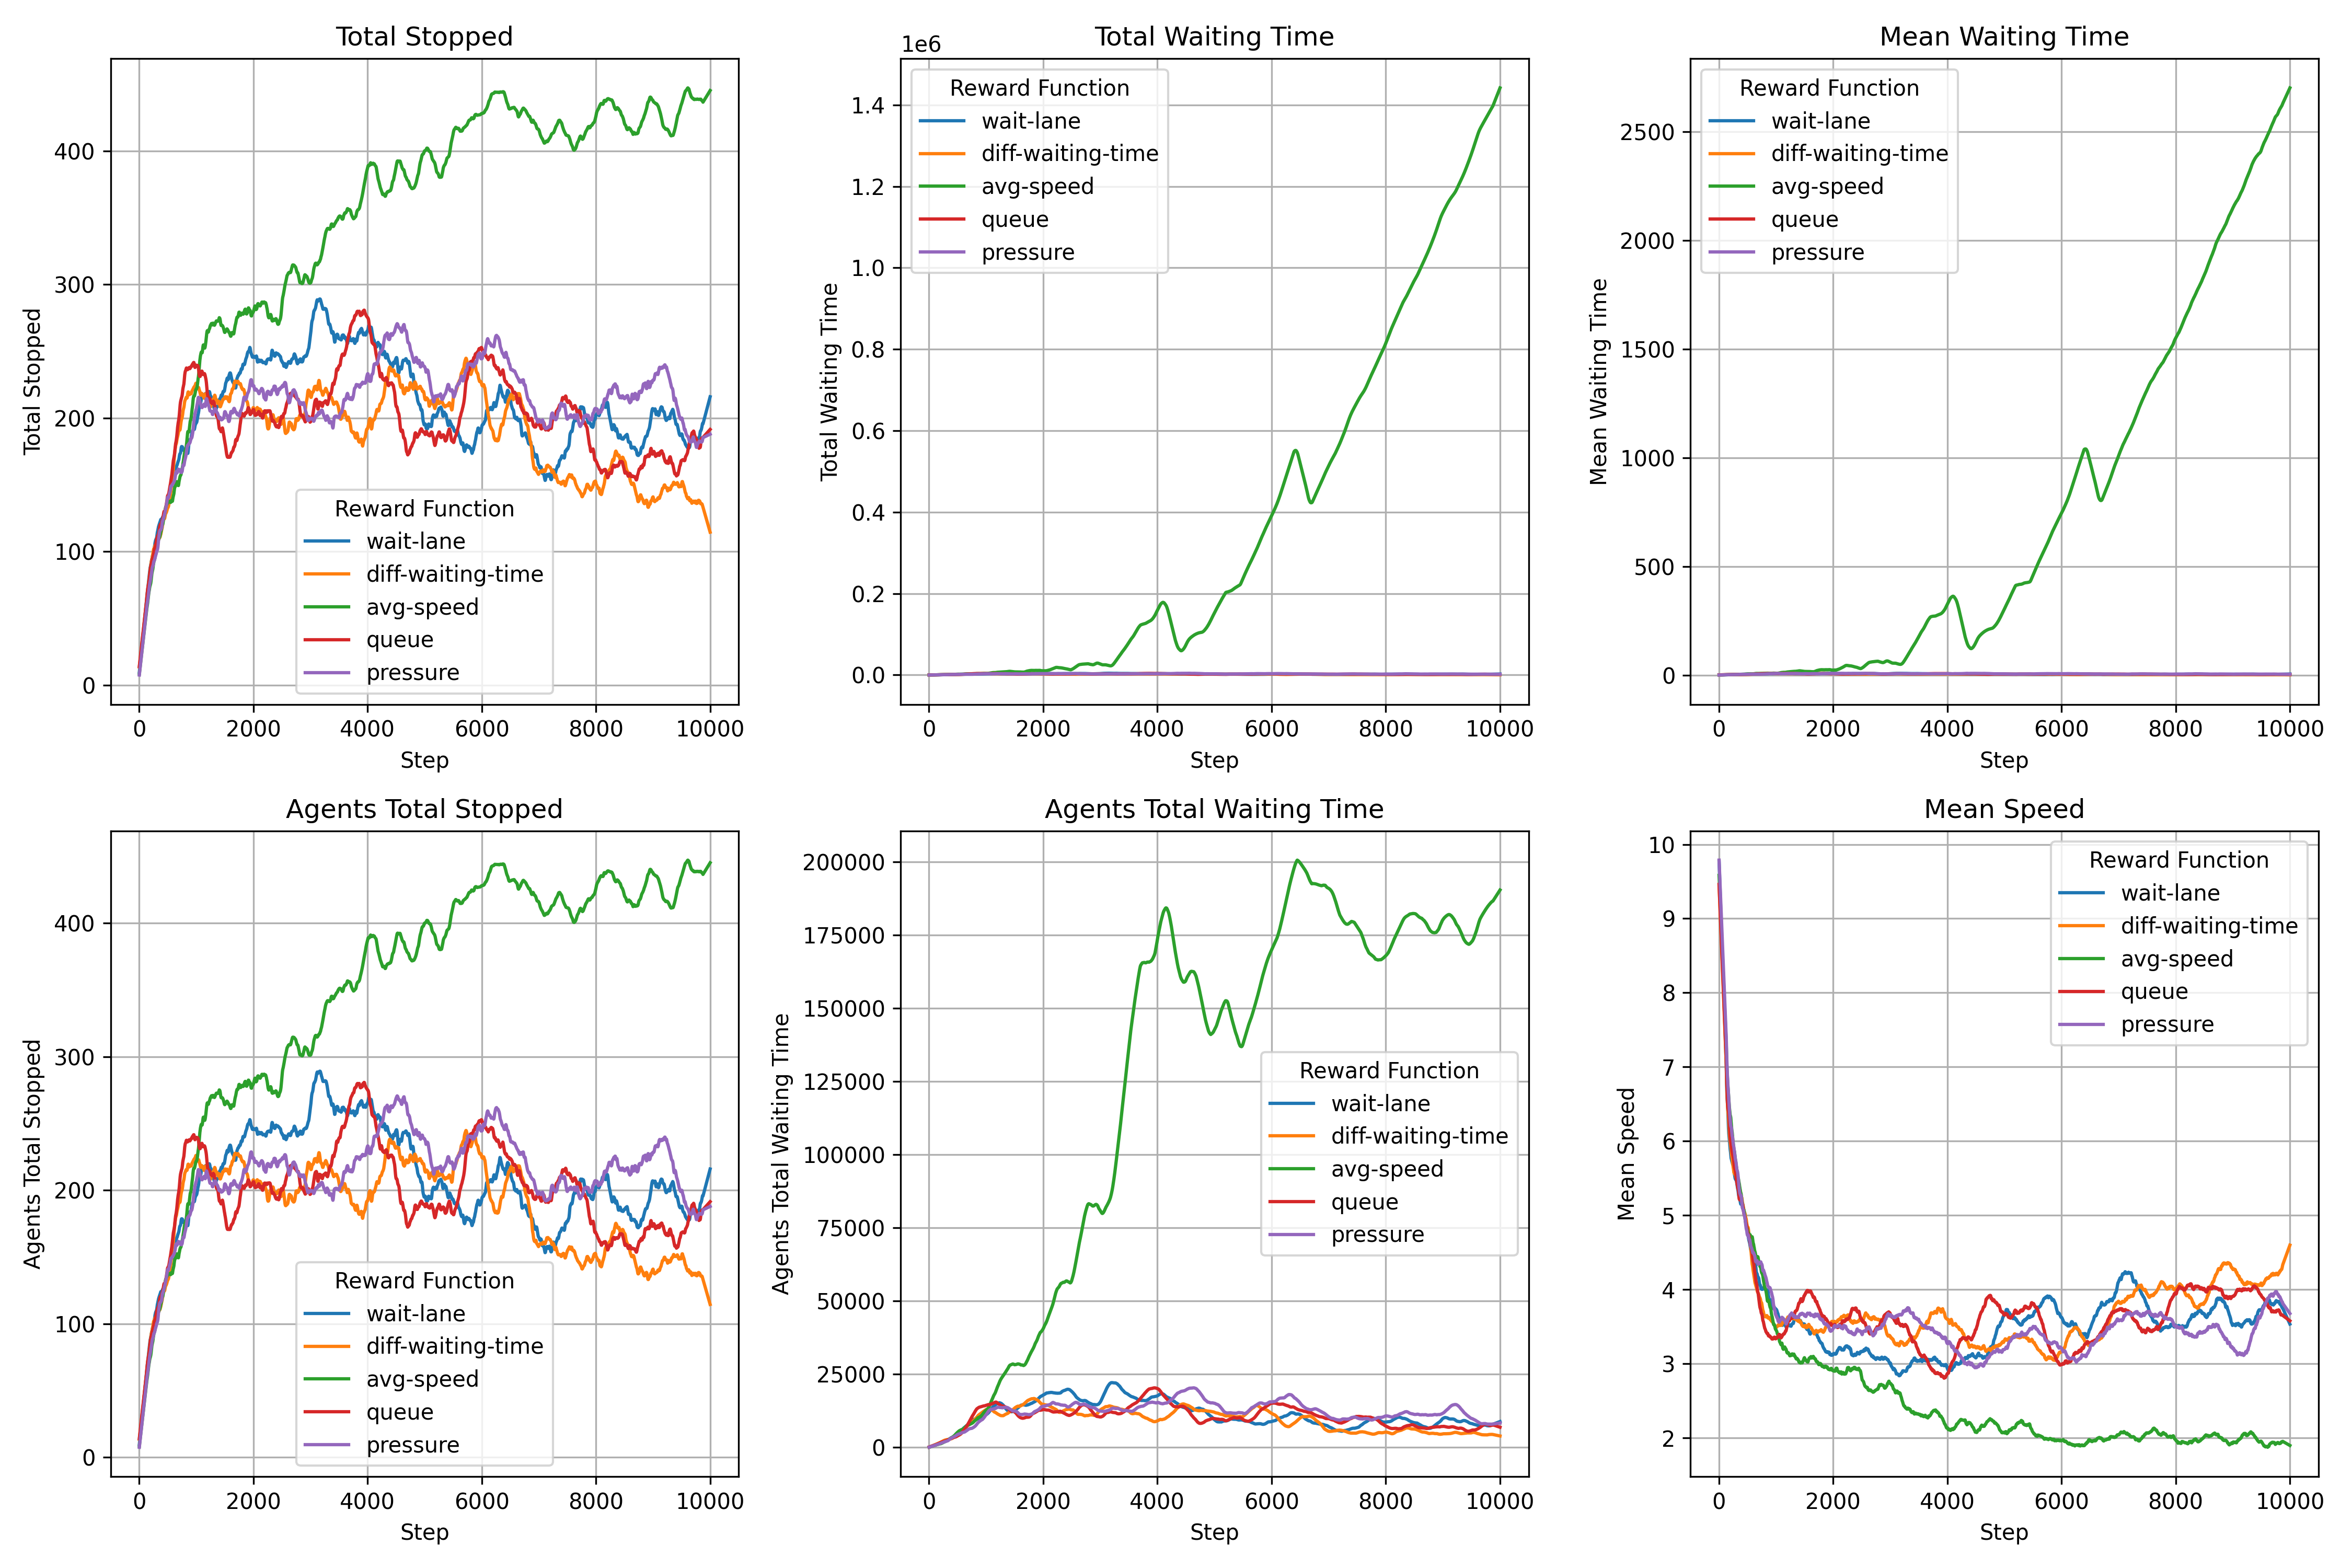 Total Stopped
Total Stopped
400
300
200
100
0
Reward Function
wait-lane
diff-waiting-time
avg-speed
queue
pressure
0 2000 4000 6000 8000 10000
Step
Total Waiting Time
1e6
Total Waiting Time
1.4
1.2
1.0
0.8
0.6
0.4
0.2
0.0
Reward Function
wait-lane
diff-waiting-time
avg-speed
queue
pressure
0 2000 4000 6000 8000 10000
Step
Mean Waiting Time
Mean Waiting Time
2500
2000
1500
1000
500
0
Reward Function
wait-lane
diff-waiting-time
avg-speed
queue
pressure
0 2000 4000 6000 8000 10000
Step
Agents Total Stopped
Agents Total Stopped
400
300
200
100
0
Reward Function
wait-lane
diff-waiting-time
avg-speed
queue
pressure
0 2000 4000 6000 8000 10000
Step
Agents Total Waiting Time
Agents Total Waiting Time
200000
175000
150000
125000
100000
75000
50000
25000
0
Reward Function
wait-lane
diff-waiting-time
avg-speed
queue
pressure
0 2000 4000 6000 8000 10000
Step
Mean Speed
Mean Speed
10
9
8
7
6
5
4
3
2
Reward Function
wait-lane
diff-waiting-time
avg-speed
queue
pressure
0 2000 4000 6000 8000 10000
Step